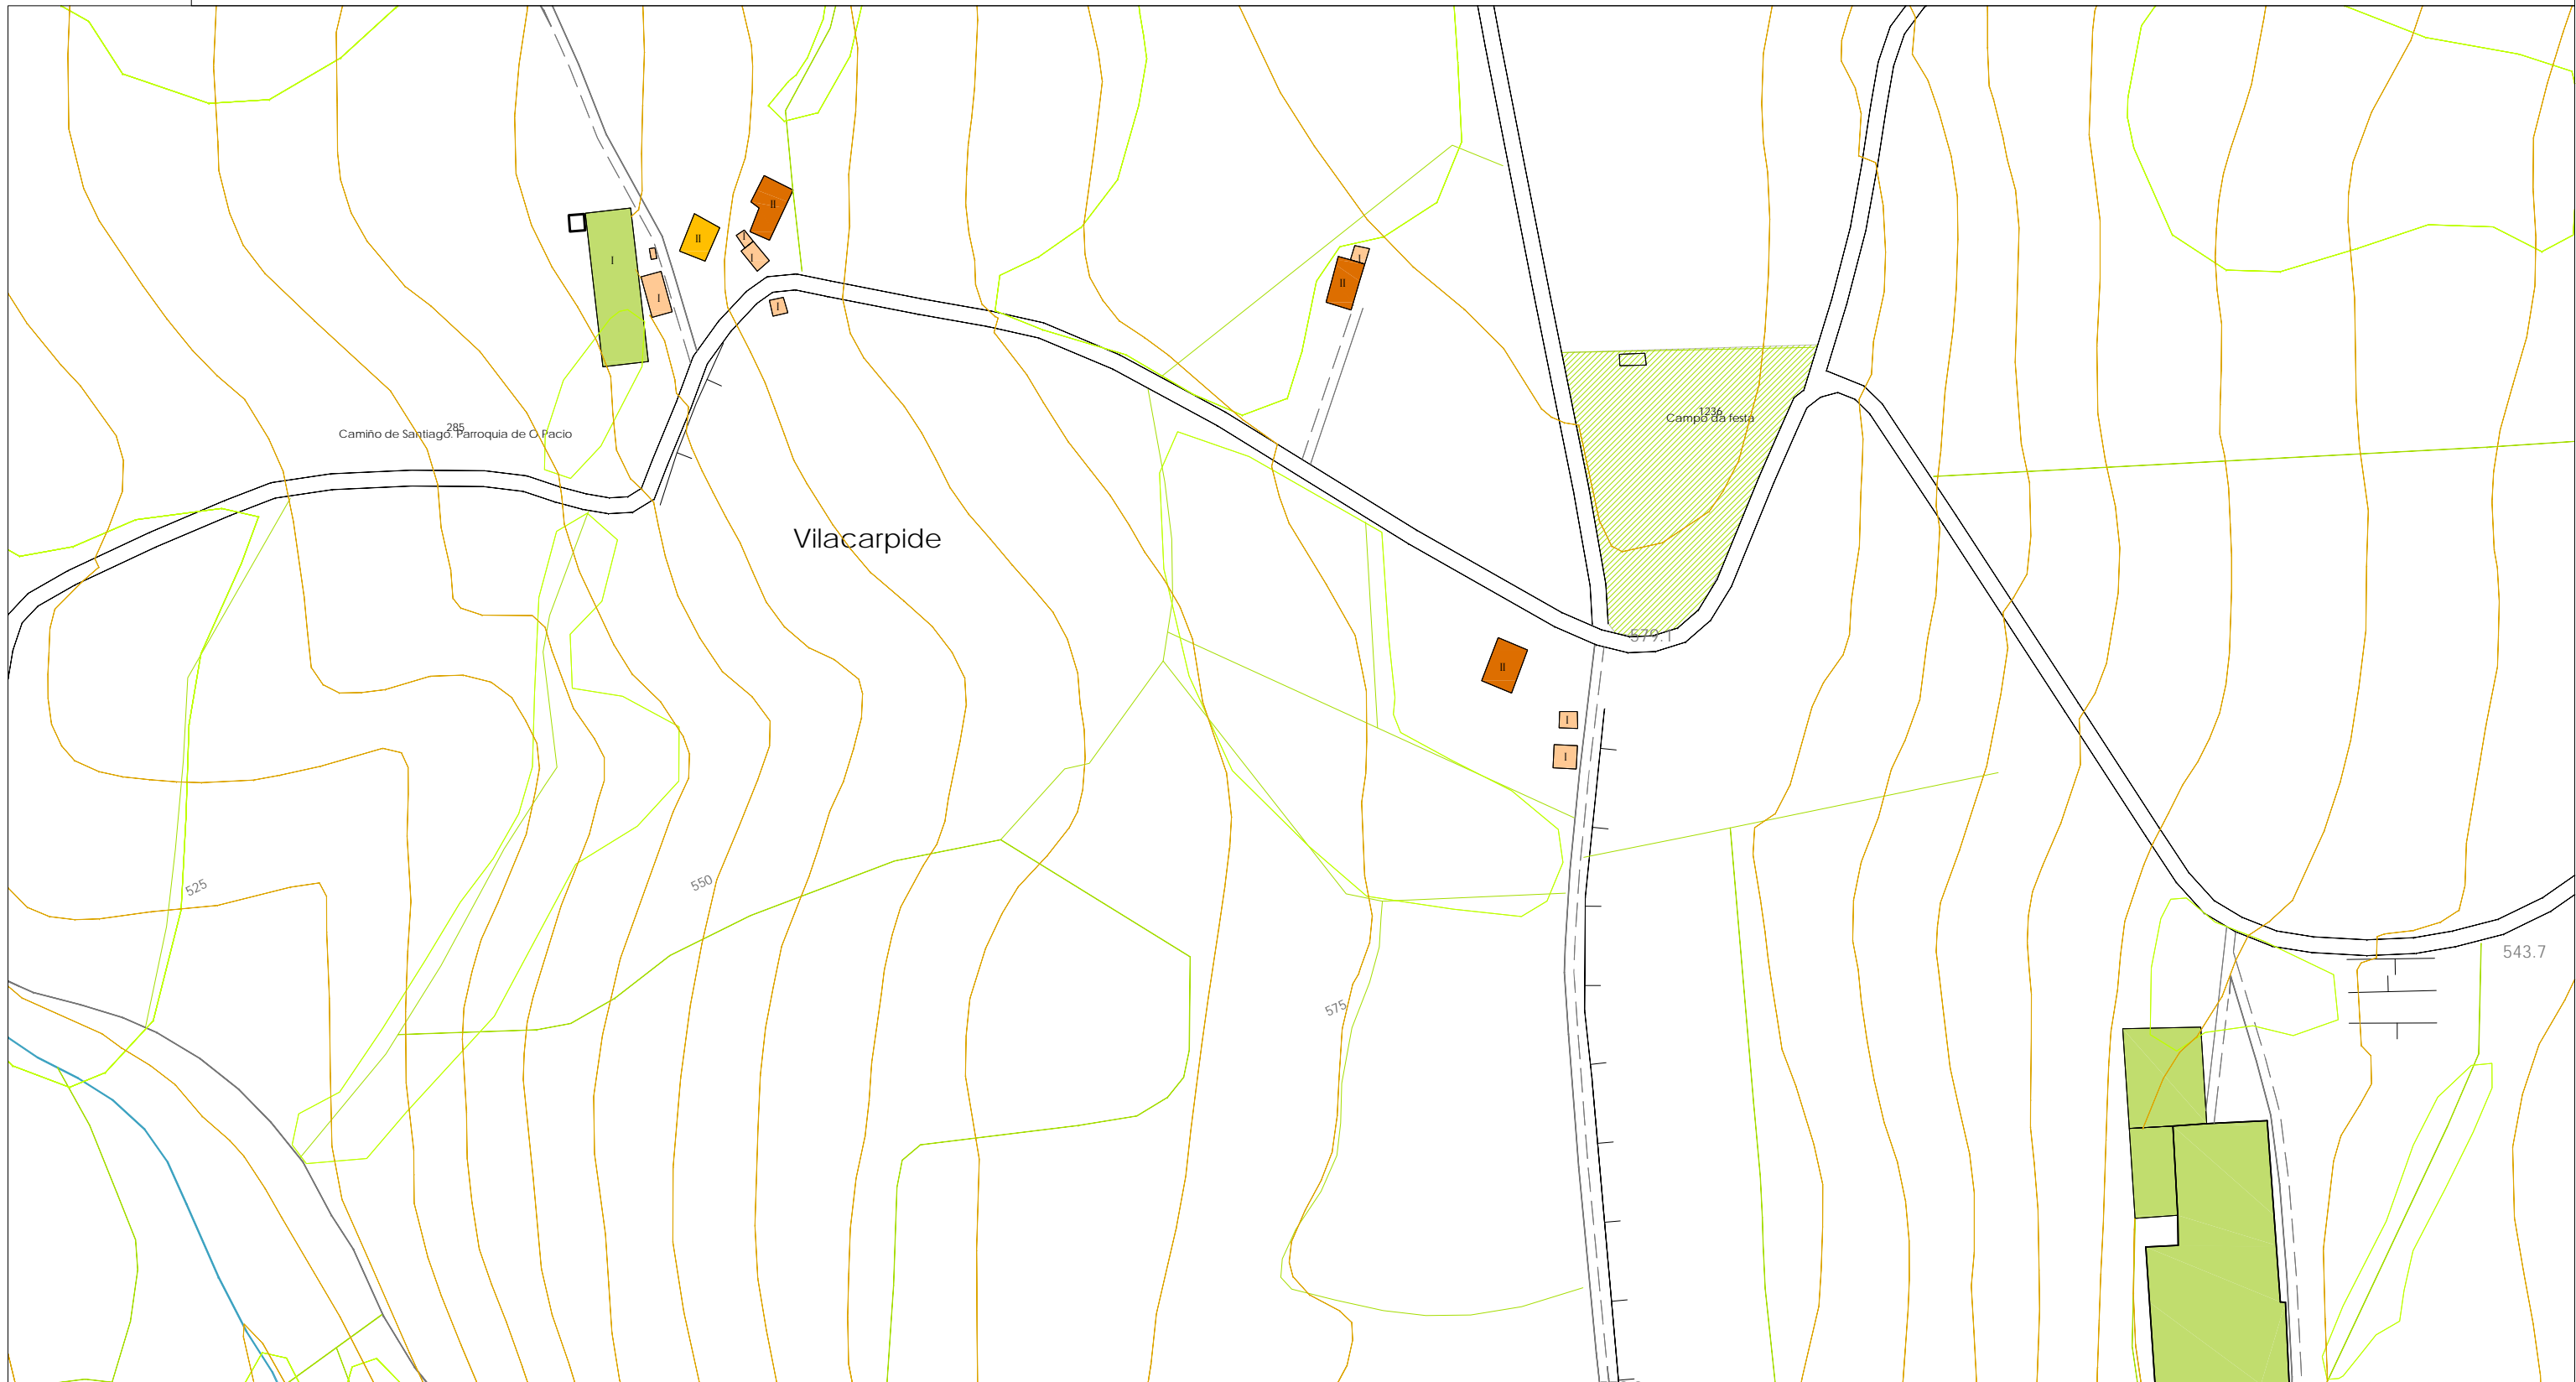 II
I
II
I
I
I
I
II
I
1236
Campo da festa
285
Camiño de Santiago. Parroquia de O Pacio
Vilacarpide
579.1
II
I
I
525
550
543.7
575